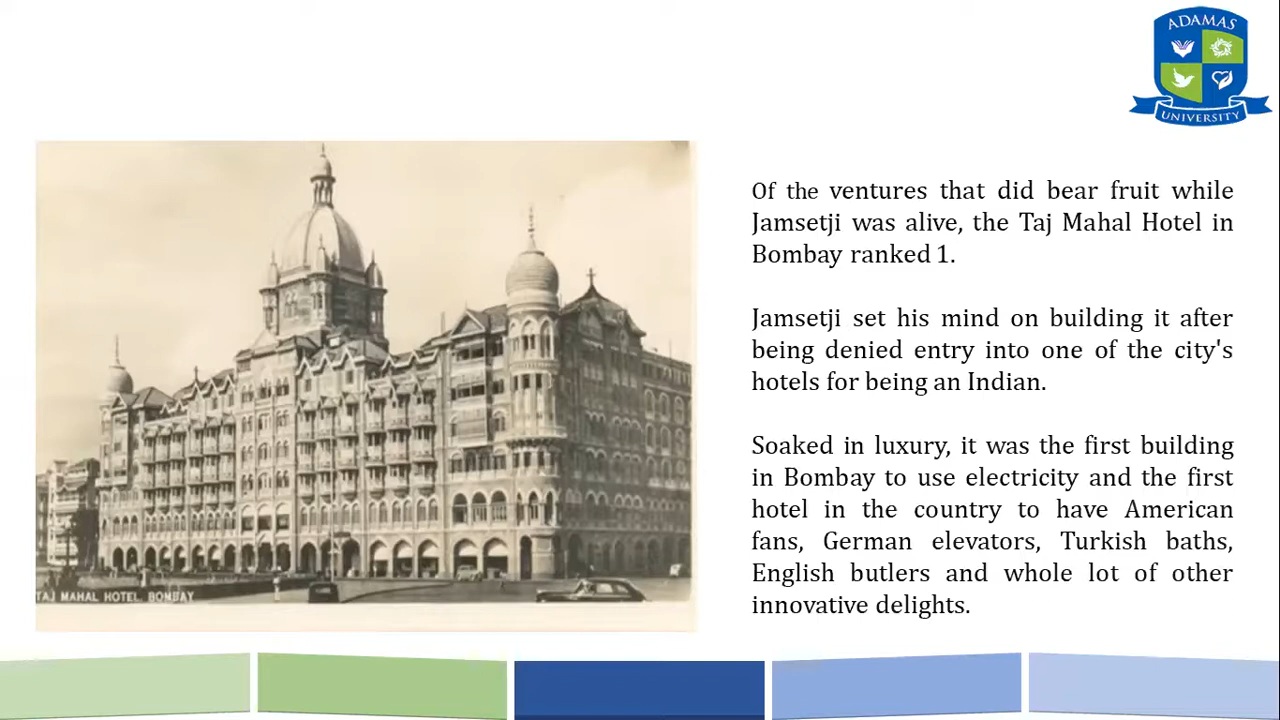 ADAMAS
UNIVERSITY
Of the ventures that did bear fruit while
Jamsetji was alive, the Taj Mahal Hotel in
Bombay ranked 1.
Jamsetji set his mind on building it after
being denied entry into one of the city's
hotels for being an Indian.
Soaked in luxury, it was the first building
in Bombay to use electricity and the first
hotel in the country to have American
fans, German elevators, Turkish baths,
English butlers and whole lot of other
innovative delights.
TAJ MAHAL HOTEL, BOMBAY